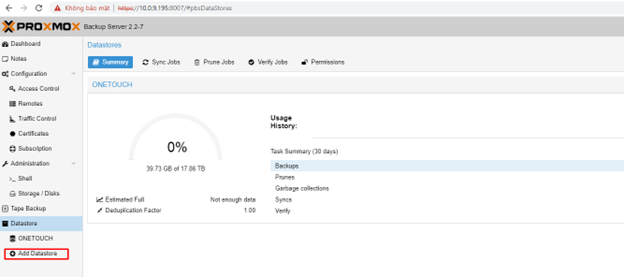 Không bảo mật | https://10.0.9.195:8007/#pbsDataStores
PROXMOX Backup Server 2.2-7
Dashboard
Notes
Configuration
Access Control
Remotes
Traffic Control
Certificates
Subscription
Administration
Shell
Storage / Disks
Tape Backup
Datastore
ONETOUCH
Add Datastore
Datastores
Summary
Sync Jobs
Prune Jobs
Verify Jobs
Permissions
ONETOUCH
0%
39.73 GB of 17.86 TB
Estimated Full
Not enough data
Deduplication Factor
1.00
Usage
History:
Task Summary (30 days)
Backups
Prunes
Garbage collections
Syncs
Verify